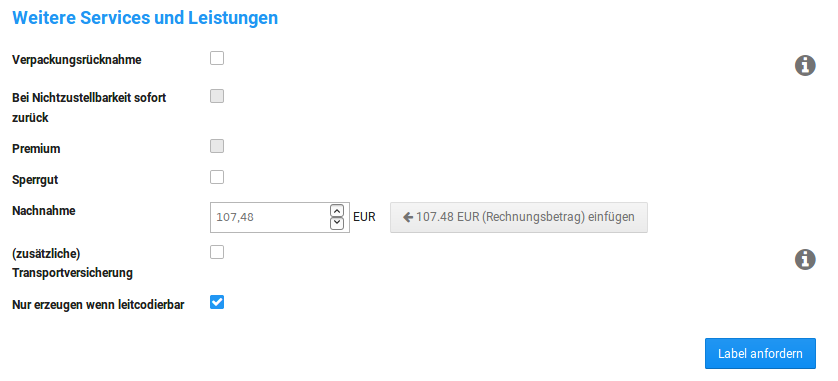 Weitere Services und Leistungen
Verpackungsrücknahme
Bei Nichtzustellbarkeit sofort
zurück
Premium
Sperrgut
Nachnahme 107,48 EUR 107.48 EUR (Rechnungsbetrag) einfügen
(zusätzliche)
Transportversicherung
Nur erzeugen wenn leitcodierbar
Label anfordern